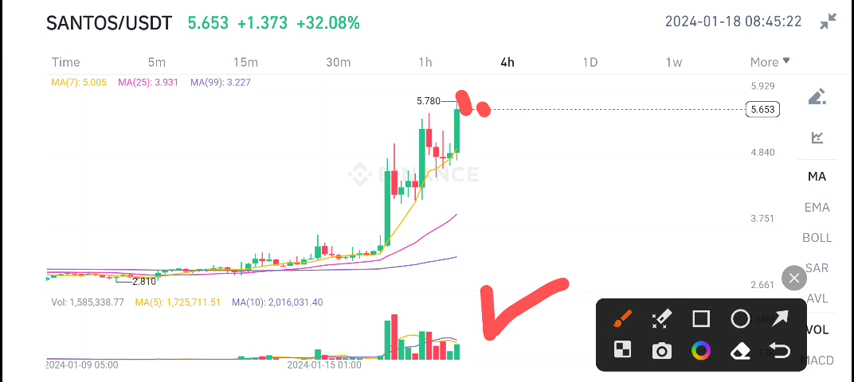 SANTOS/USDT 5.653 +1.373 +32.08% 2024-01-18 08:45:22
Time 5m 15m 30m 1h 4h 1D 1w More
MA(7): 5.005 MA(25): 3.931 MA(99): 3.227
5.929
5.780
5.653
4.840
BINANCE
MA
EMA
3.751
BOLL
SAR
2.810
2.661
AVL
Vol: 1,585,338.77 MA(5): 1,725,711.51 MA(10): 2,016,031.40
VOL
MACD
2024-01-09 05:00 2024-01-15 01:00